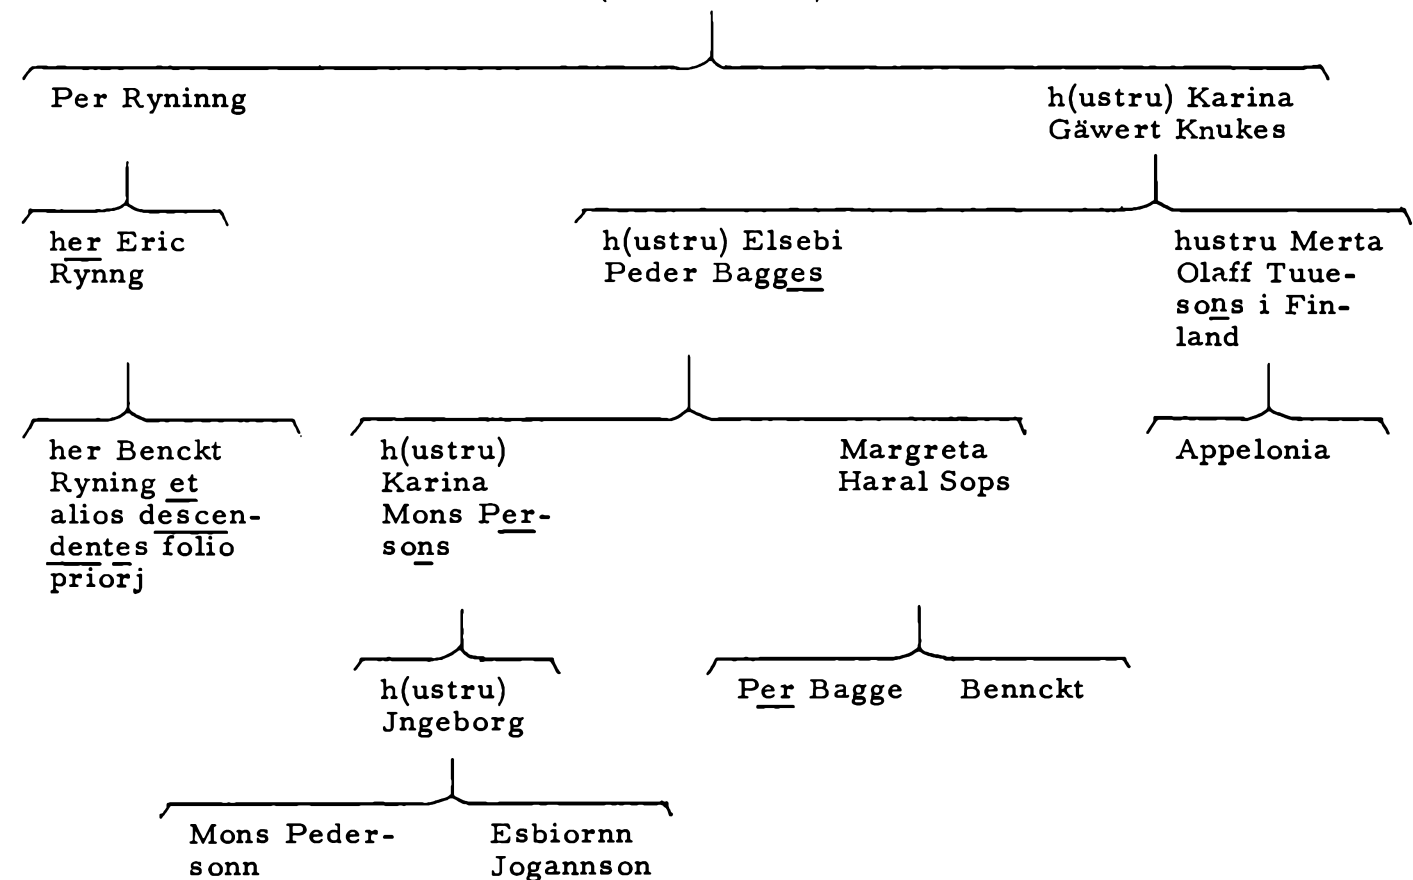 Per Ryninng
h(ustru) Karina
Gäwert Knukes
her Eric
Rynng
h(ustru) Elsebi
Peder Bagges
hustru Merta
Olaff Tuue-
sons i Fin-
land
her Benckt
Ryning et
alios descen-
dentes folio
priorj
h(ustru)
Karina
Mons Per-
sons
Margreta
Haral Sops
Appelonia
h(ustru)
Jngeborg
Per Bagge
Bennckt
Mons Peder-
sonn
Esbiornn
Jogannson